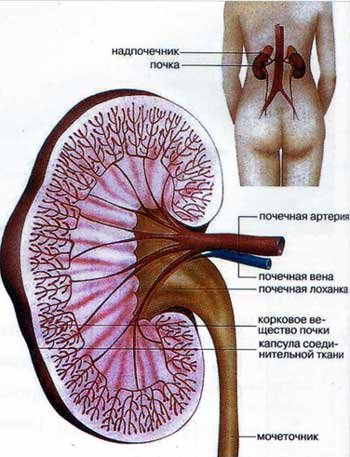 надпочечник
почка
почечная артерия
почечная вена
почечная лоханка
корковое ве-
щество почки
капсула соеди-
нительной ткани
мочеточник